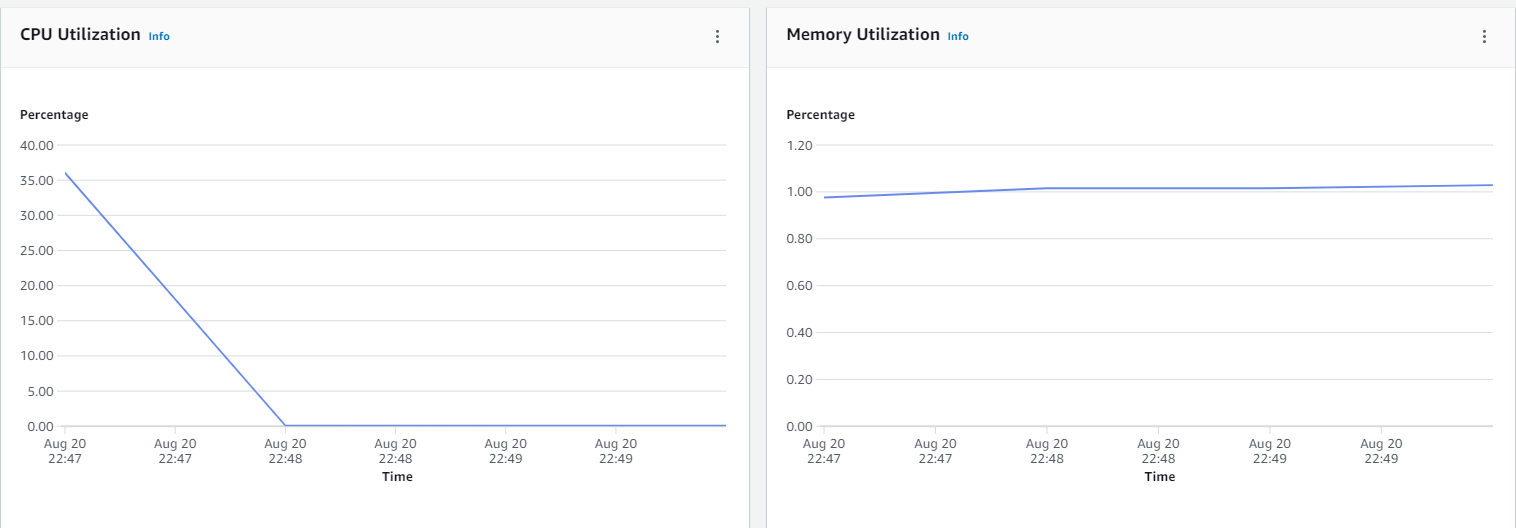 CPU Utilization Info
Percentage
40.00
35.00
30.00
25.00
20.00
15.00
10.00
5.00
0.00
Aug 20 Aug 20 Aug 20 Aug 20 Aug 20 Aug 20
22:47 22:47 22:48 22:48 22:49 22:49
Time
Memory Utilization Info
Percentage
1.20
1.00
0.80
0.60
0.40
0.20
0.00
Aug 20 Aug 20 Aug 20 Aug 20 Aug 20 Aug 20
22:47 22:47 22:48 22:48 22:49 22:49
Time